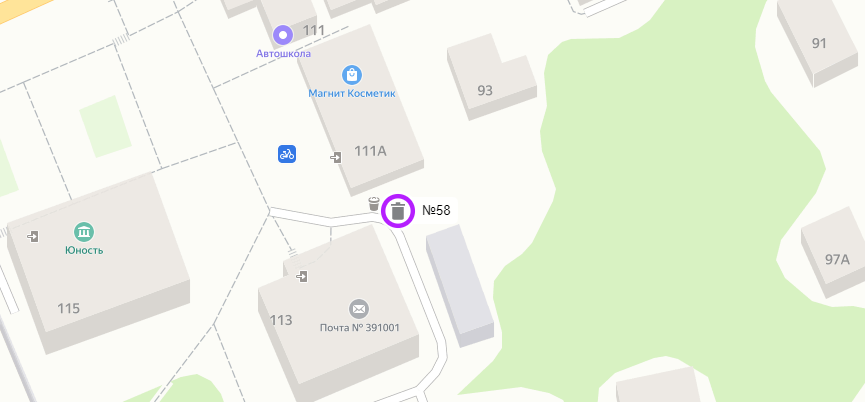 111
Автошкола
91
Магнит Косметик
93
111А
№58
Юность
97А
115
113
Почта № 391001